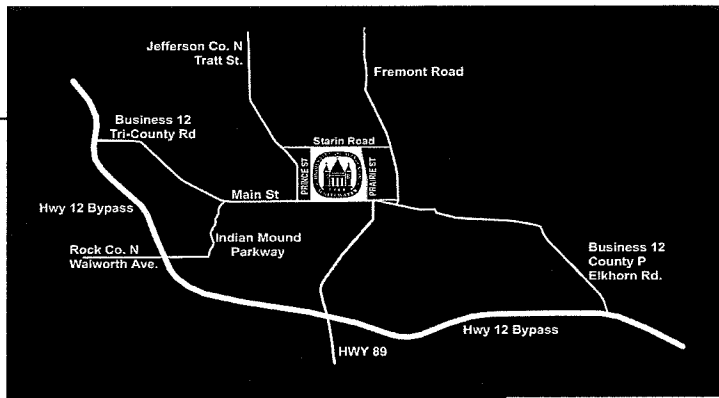 Jefferson Co. N
Tratt St.
Fremont Road
Business 12
Tri-County Rd
Starin Road
PRINCE ST
PRAIRIE ST
Main St
Hwy 12 Bypass
Indian Mound
Parkway
Rock Co. N
Walworth Ave.
Business 12
County P
Elkhorn Rd.
Hwy 12 Bypass
HWY 89